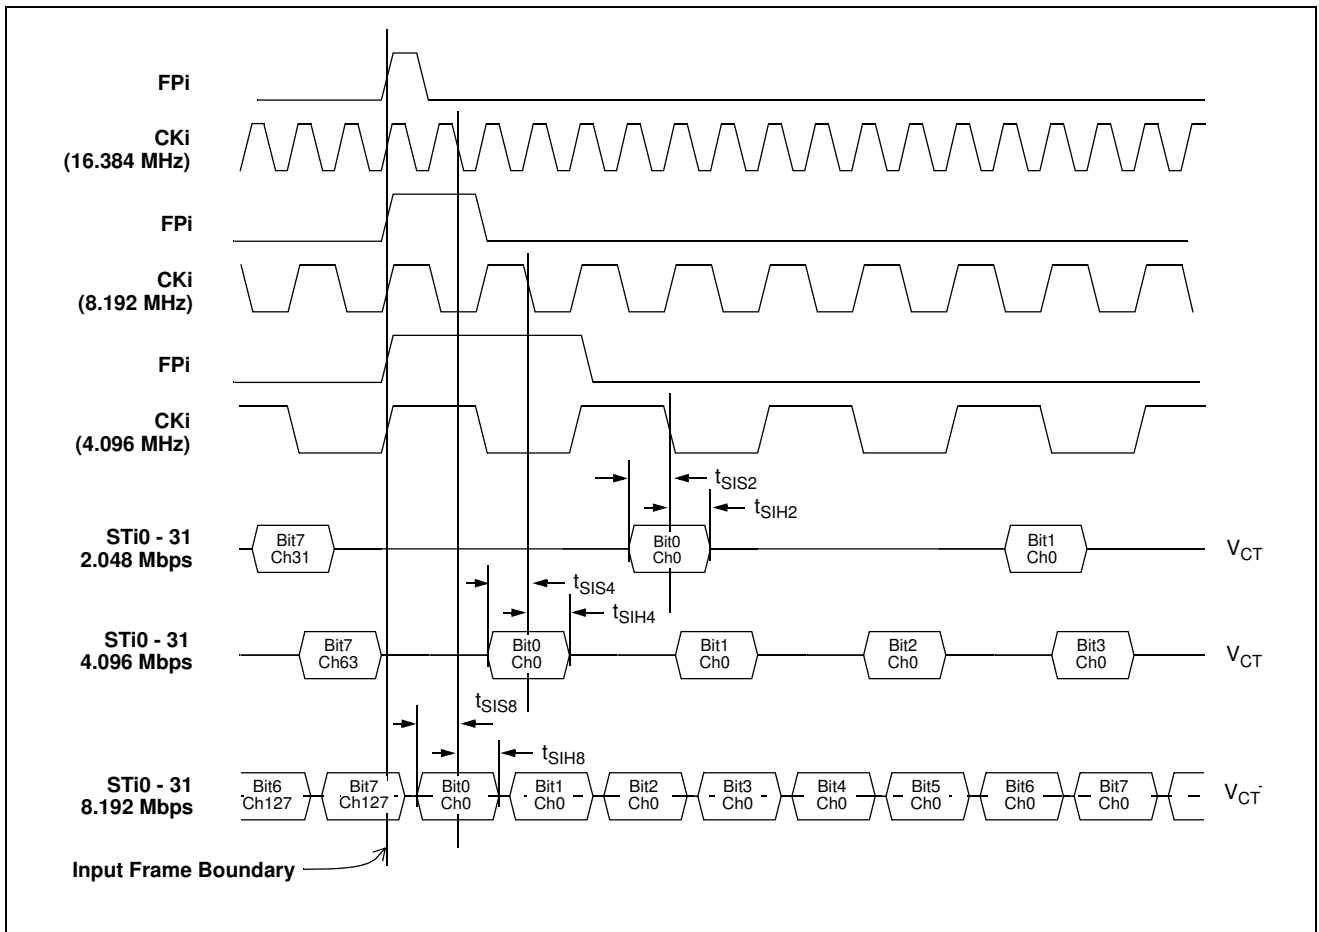 FPi
CKi
(16.384 MHz)
FPi
CKi
(8.192 MHz)
FPi
CKi
(4.096 MHz)
tSIS2
tSIH2
STi0 - 31
2.048 Mbps
Bit7
Ch31
Bit0
Ch0
Bit1
Ch0
VCT
tSIS4
tSIH4
STi0 - 31
4.096 Mbps
Bit7
Ch63
Bit0
Ch0
Bit1
Ch0
Bit2
Ch0
Bit3
Ch0
VCT
tSIS8
tSIH8
STi0 - 31
8.192 Mbps
Bit6
Ch127
Bit7
Ch127
Bit0
Ch0
Bit1
Ch0
Bit2
Ch0
Bit3
Ch0
Bit4
Ch0
Bit5
Ch0
Bit6
Ch0
Bit7
Ch0
VCT
Input Frame Boundary